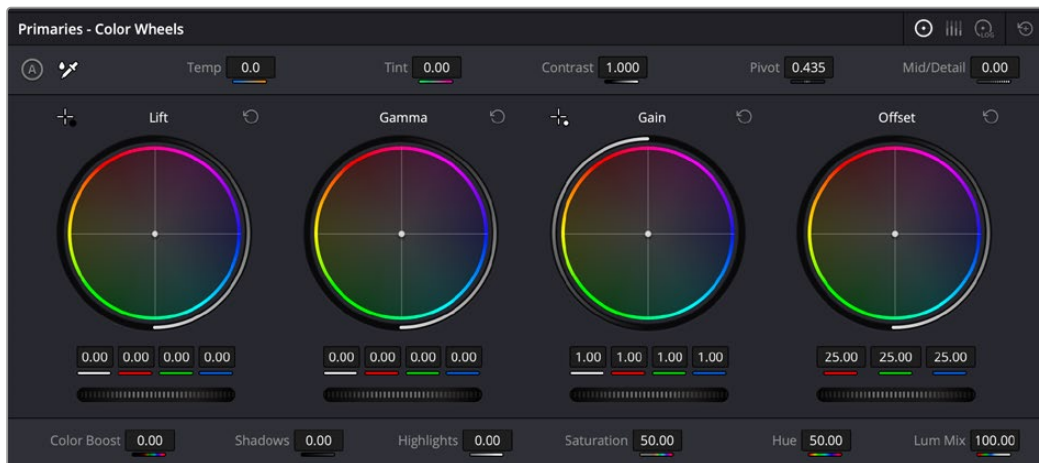 Primaries - Color Wheels
LOG
A Temp 0.0 Tint 0.00 Contrast 1.000 Pivot 0.435 Mid/Detail 0.00
Lift Gamma Gain Offset
0.00 0.00 0.00 0.00 0.00 0.00 0.00 0.00 1.00 1.00 1.00 1.00 25.00 25.00 25.00
Color Boost 0.00 Shadows 0.00 Highlights 0.00 Saturation 50.00 Hue 50.00 Lum Mix 100.00